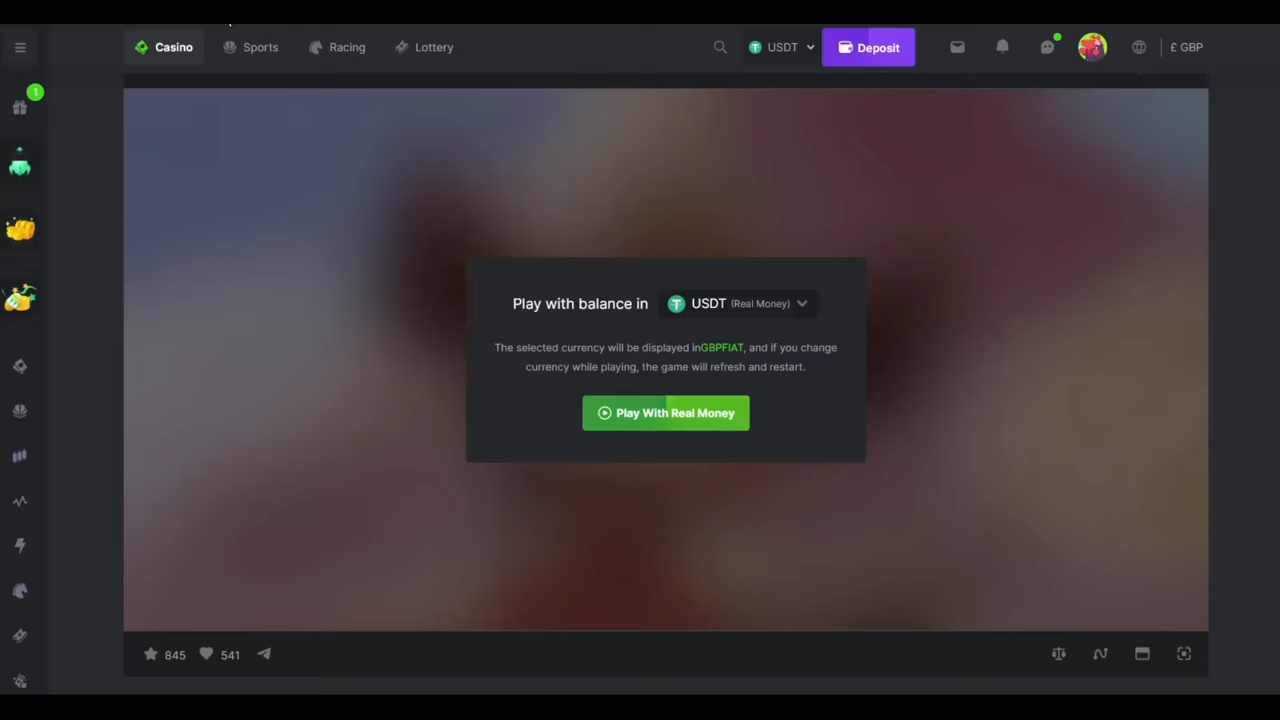 Casino Sports Racing Lottery USDT Deposit £ GBP
1
Play with balance in USDT (Real Money)
The selected currency will be displayed inGBPFIAT, and if you change
currency while playing, the game will refresh and restart.
Play With Real Money
845 541